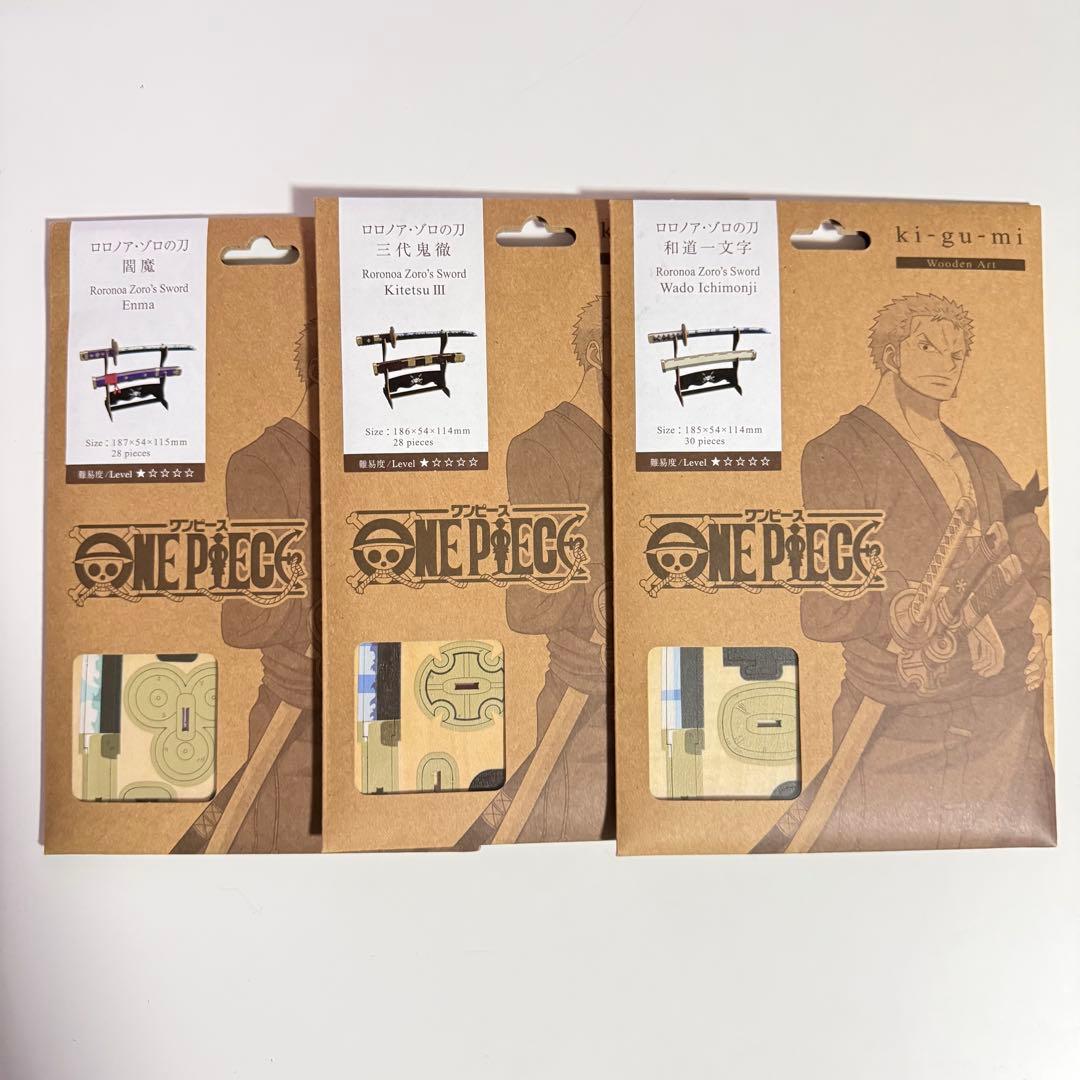 ロロノア・ゾロの刀
閻魔
Roronoa Zoro's Sword
Enma
Size：187×54×115mm
28 pieces
難易度/Level ★☆☆☆☆
ワンピース
ONE PIECE
ロロノア・ゾロの刀
三代鬼徹
Roronoa Zoro's Sword
Kitetsu III
Size：186×54×114mm
28 pieces
難易度/Level ★☆☆☆☆
ワンピース
ONE PIECE
ロロノア・ゾロの刀
和道一文字
Roronoa Zoro's Sword
Wado Ichimonji
Size：185×54×114mm
30 pieces
難易度/Level ★☆☆☆☆
ki-gu-mi
Wooden Art
ワンピース
ONE PIECE